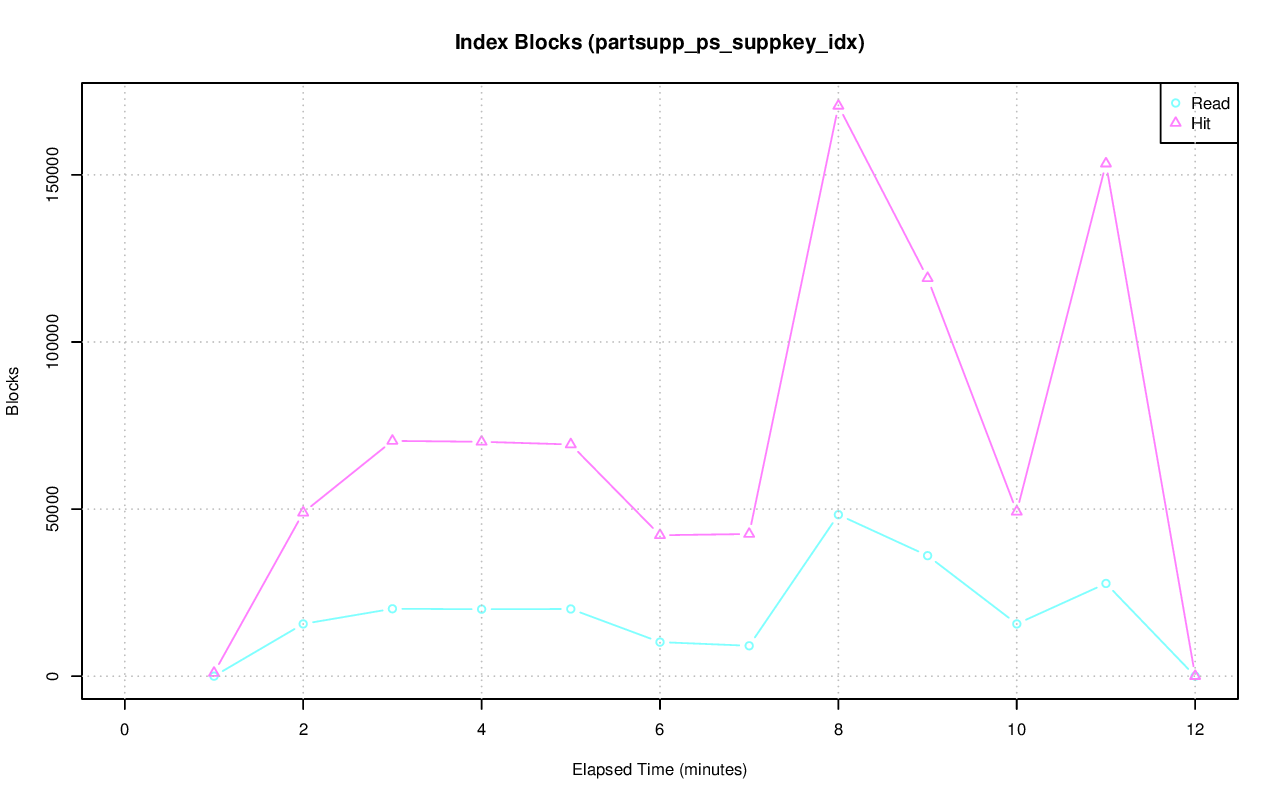 Index Blocks (partsupp_ps_suppkey_idx)
Read
Hit
Blocks
150000
100000
50000
0
0 2 4 6 8 10 12
Elapsed Time (minutes)